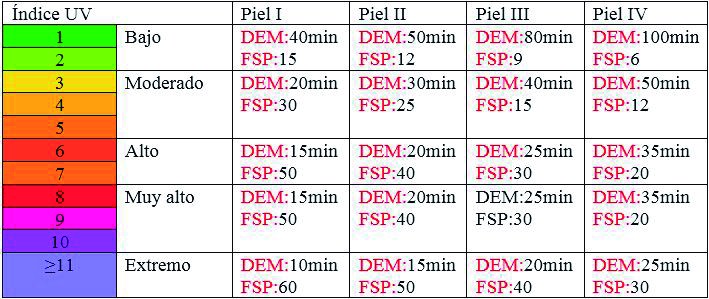 Índice UV Piel I Piel II Piel III Piel IV
1 Bajo DEM:40min DEM:50min DEM:80min DEM:100min
2 FSP:15 FSP:12 FSP:9 FSP:6
3 Moderado DEM:20min DEM:30min DEM:40min DEM:50min
4 FSP:30 FSP:25 FSP:15 FSP:12
5
6 Alto DEM:15min DEM:20min DEM:25min DEM:35min
7 FSP:50 FSP:40 FSP:30 FSP:20
8 Muy alto DEM:15min DEM:20min DEM:25min DEM:35min
9 FSP:50 FSP:40 FSP:30 FSP:20
10
≥11 Extremo DEM:10min DEM:15min DEM:20min DEM:25min
FSP:60 FSP:50 FSP:40 FSP:30